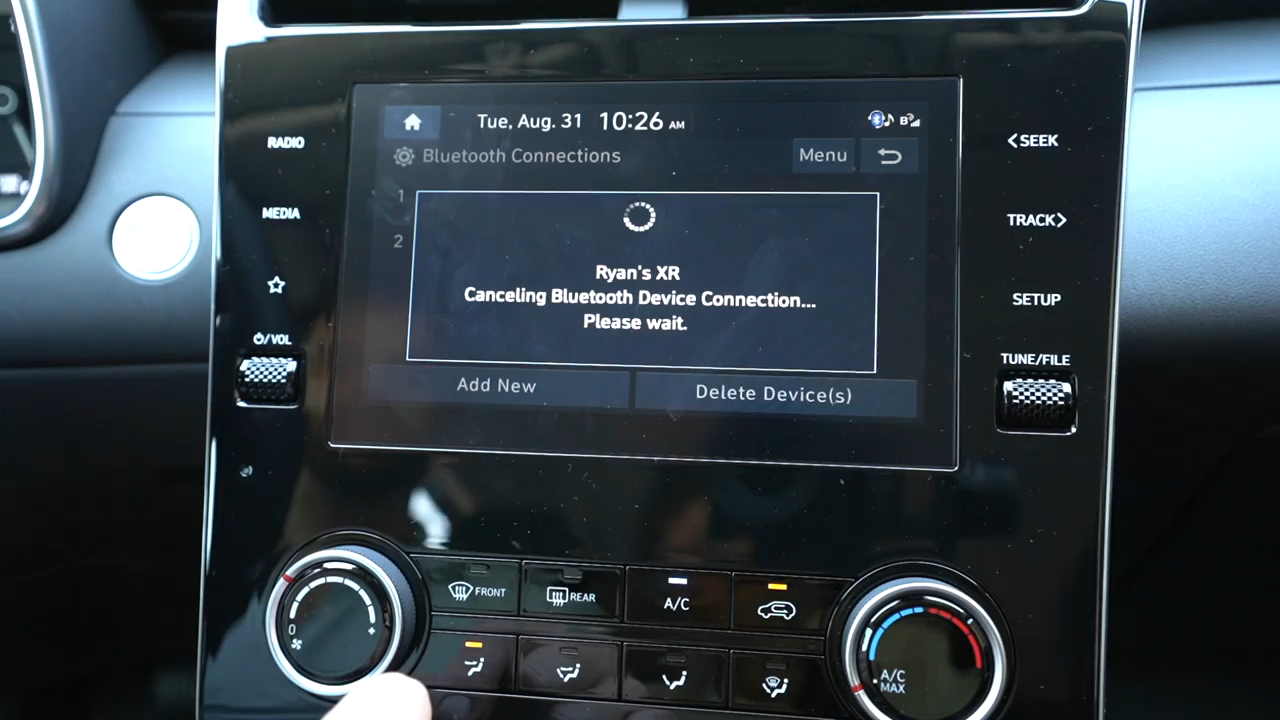 Tue, Aug. 31 10:26 AM
Bluetooth Connections
Menu
1
2
Ryan's XR
Canceling Bluetooth Device Connection...
Please wait.
Add New
Delete Device(s)
RADIO
MEDIA
VOL
<SEEK
TRACK>
SETUP
TUNE/FILE
FRONT
REAR
A/C
0
+
A/C
MAX